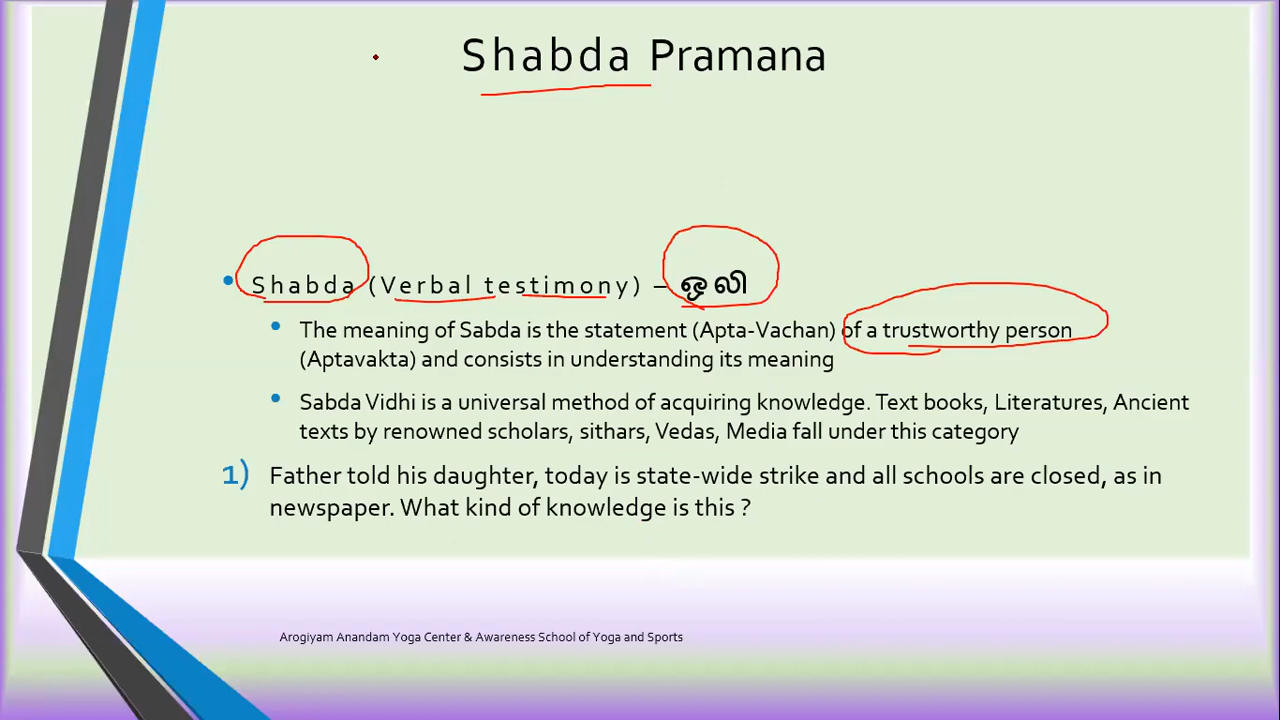 Shabda Pramana
Shabda (Verbal testimony) – ஒலி
The meaning of Sabda is the statement (Apta-Vachan) of a trustworthy person
(Aptavakta) and consists in understanding its meaning
Sabda Vidhi is a universal method of acquiring knowledge. Text books, Literatures, Ancient
texts by renowned scholars, sithars, Vedas, Media fall under this category
1) Father told his daughter, today is state-wide strike and all schools are closed, as in
newspaper. What kind of knowledge is this ?
Arogiyam Anandam Yoga Center & Awareness School of Yoga and Sports